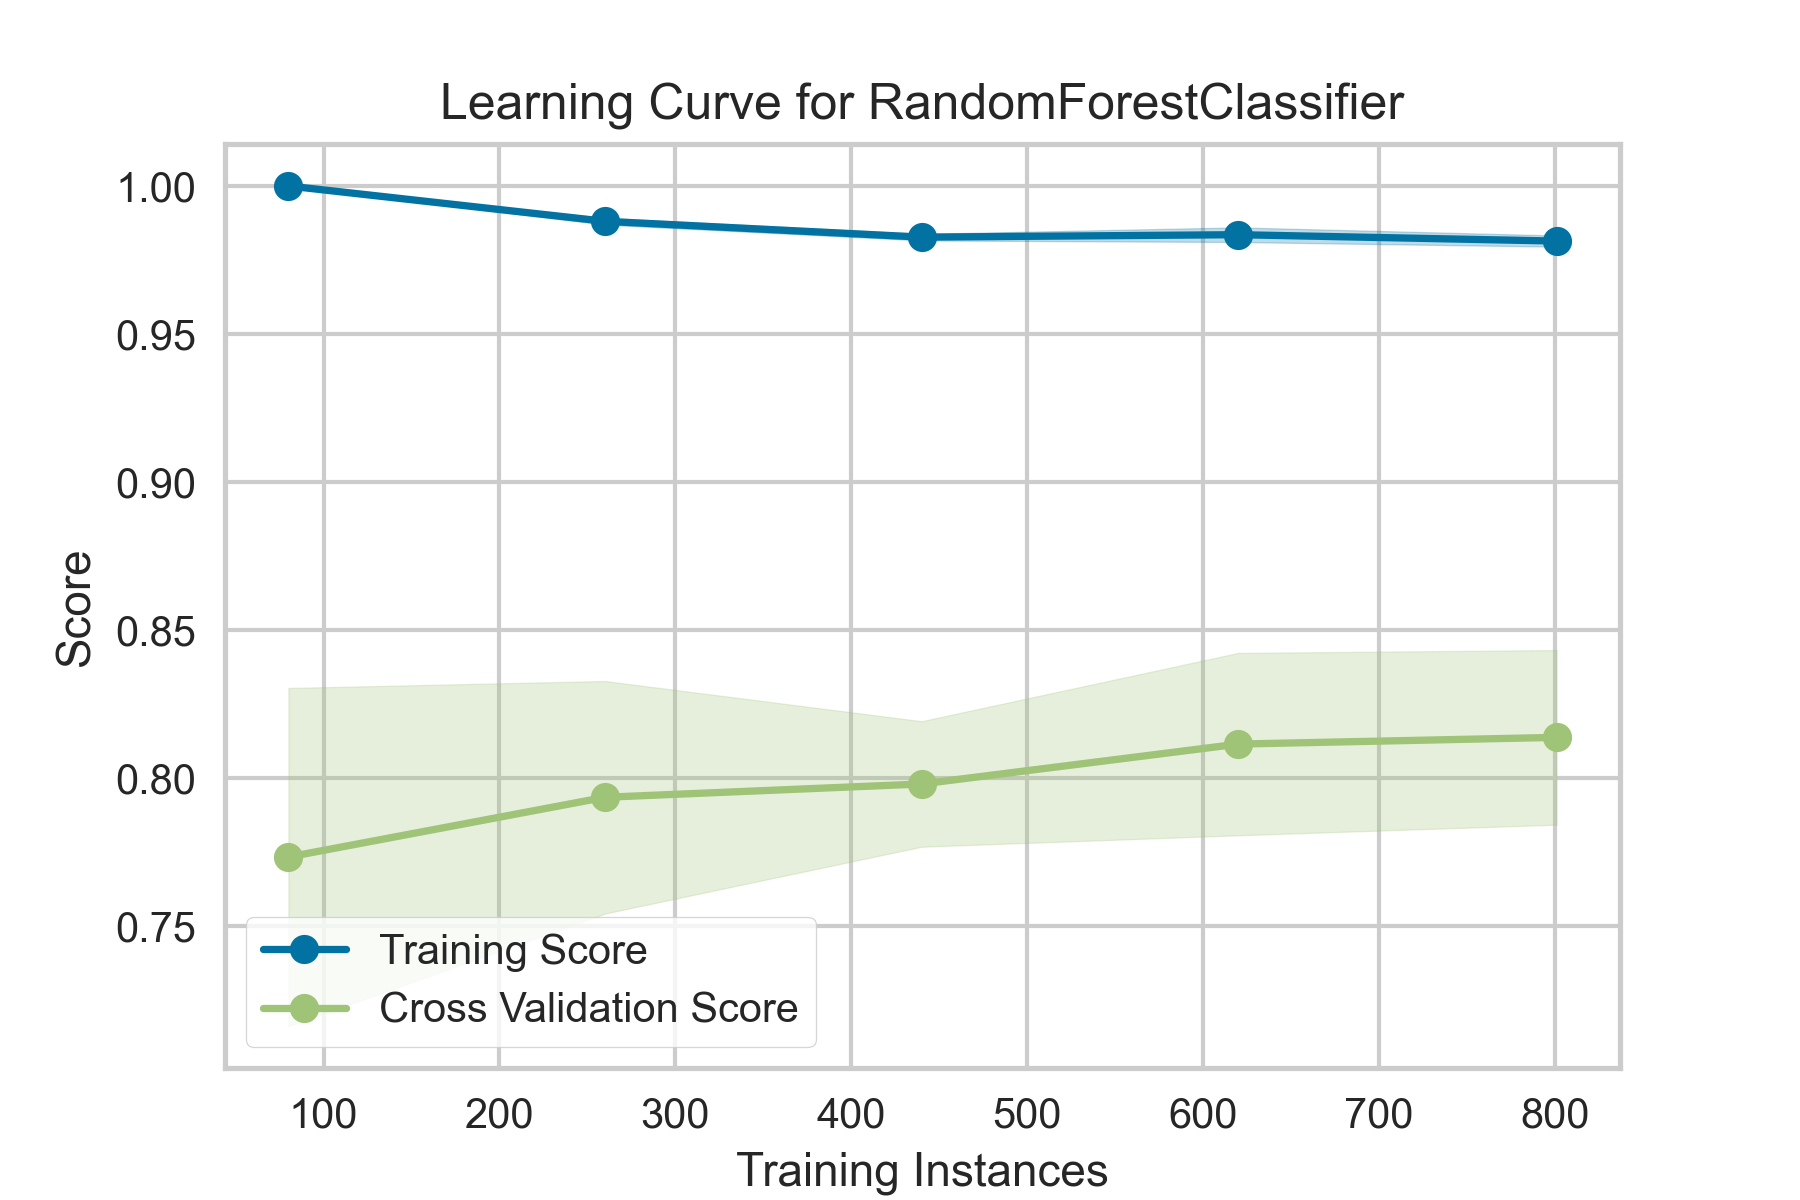 Learning Curve for RandomForestClassifier
1.00
0.95
0.90
0.85
0.80
0.75
Score
Training Score
Cross Validation Score
100 200 300 400 500 600 700 800
Training Instances